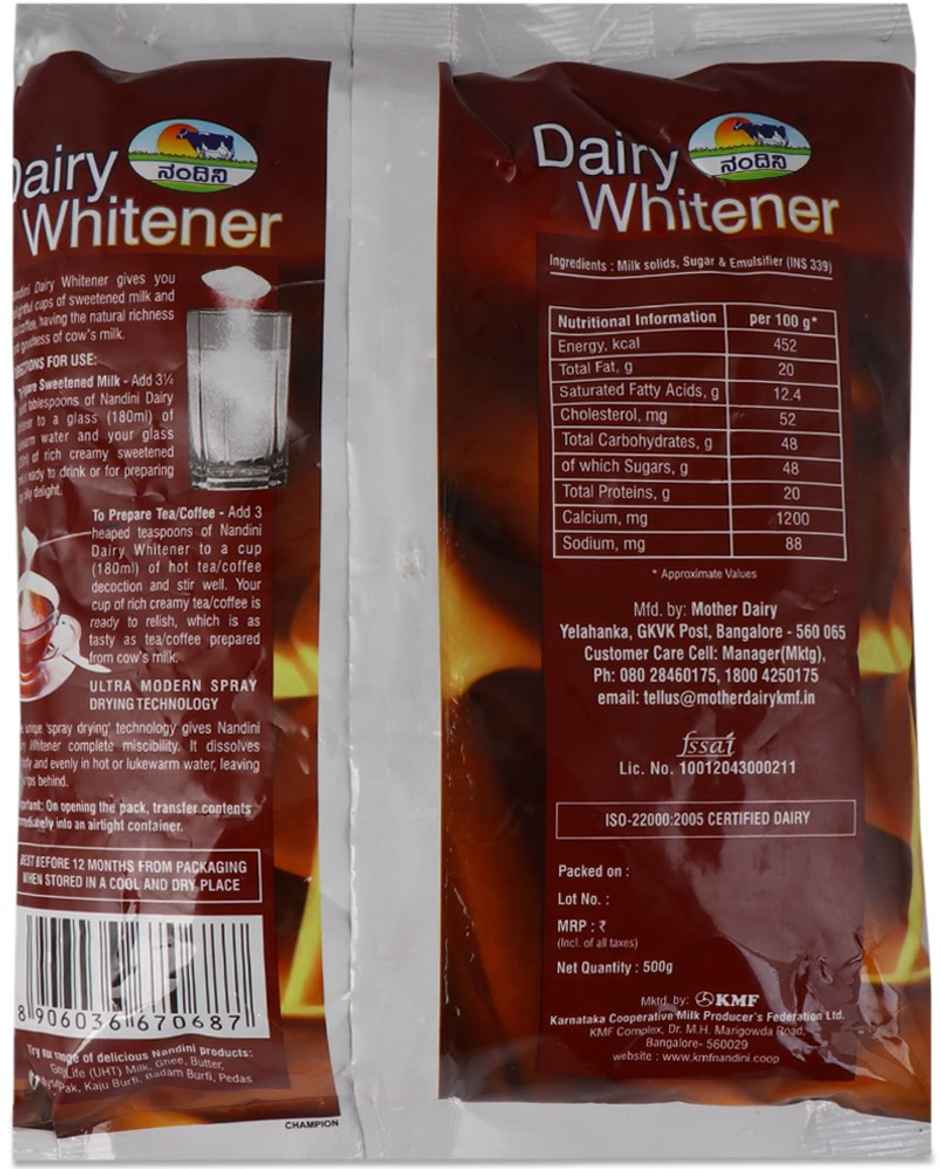 Dairy
ನಂದಿನಿ
Whitener
Dairy Whitener gives you
cups of sweetened milk and
having the natural richness
of cow's milk.
FOR USE:
Sweetened Milk - Add 3¼
tablespoons of Nandini Dairy
to a glass (180ml) of
water and your glass
of rich creamy sweetened
ready to drink or for preparing
delight.
To Prepare Tea/Coffee - Add 3
heaped teaspoons of Nandini
Dairy Whitener to a cup
(180ml) of hot tea/coffee
decoction and stir well. Your
cup of rich creamy tea/coffee is
ready to relish, which is as
tasty as tea/coffee prepared
from cow's milk.
ULTRA MODERN SPRAY
DRYING TECHNOLOGY
unique 'spray drying' technology gives Nandini
Whitener complete miscibility. It dissolves
and evenly in hot or lukewarm water, leaving
behind.
On opening the pack, transfer contents
immediately into an airtight container.
BEST BEFORE 12 MONTHS FROM PACKAGING
WHEN STORED IN A COOL AND DRY PLACE
8 906036 670687
Try our range of delicious Nandini products:
GoodLife (UHT) Milk, Ghee, Butter,
Pak, Kaju Burfi, Badam Burfi, Pedas
CHAMPION
Dairy
ನಂದಿನಿ
Whitener
Ingredients : Milk solids, Sugar & Emulsifier (INS 339)
Nutritional Information per 100 g*
Energy, kcal 452
Total Fat, g 20
Saturated Fatty Acids, g 12.4
Cholesterol, mg 52
Total Carbohydrates, g 48
of which Sugars, g 48
Total Proteins, g 20
Calcium, mg 1200
Sodium, mg 88
* Approximate Values
Mfd. by: Mother Dairy
Yelahanka, GKVK Post, Bangalore - 560 065
Customer Care Cell: Manager(Mktg),
Ph: 080 28460175, 1800 4250175
email: tellus@motherdairykmf.in
fssai
Lic. No. 10012043000211
ISO-22000:2005 CERTIFIED DAIRY
Packed on :
Lot No. :
MRP : ₹
(Incl. of all taxes)
Net Quantity : 500g
Mktd. by: KMF
Karnataka Cooperative Milk Producer's Federation Ltd.
KMF Complex, Dr. M.H. Marigowda Road,
Bangalore- 560029
website : www.kmfnandini.coop